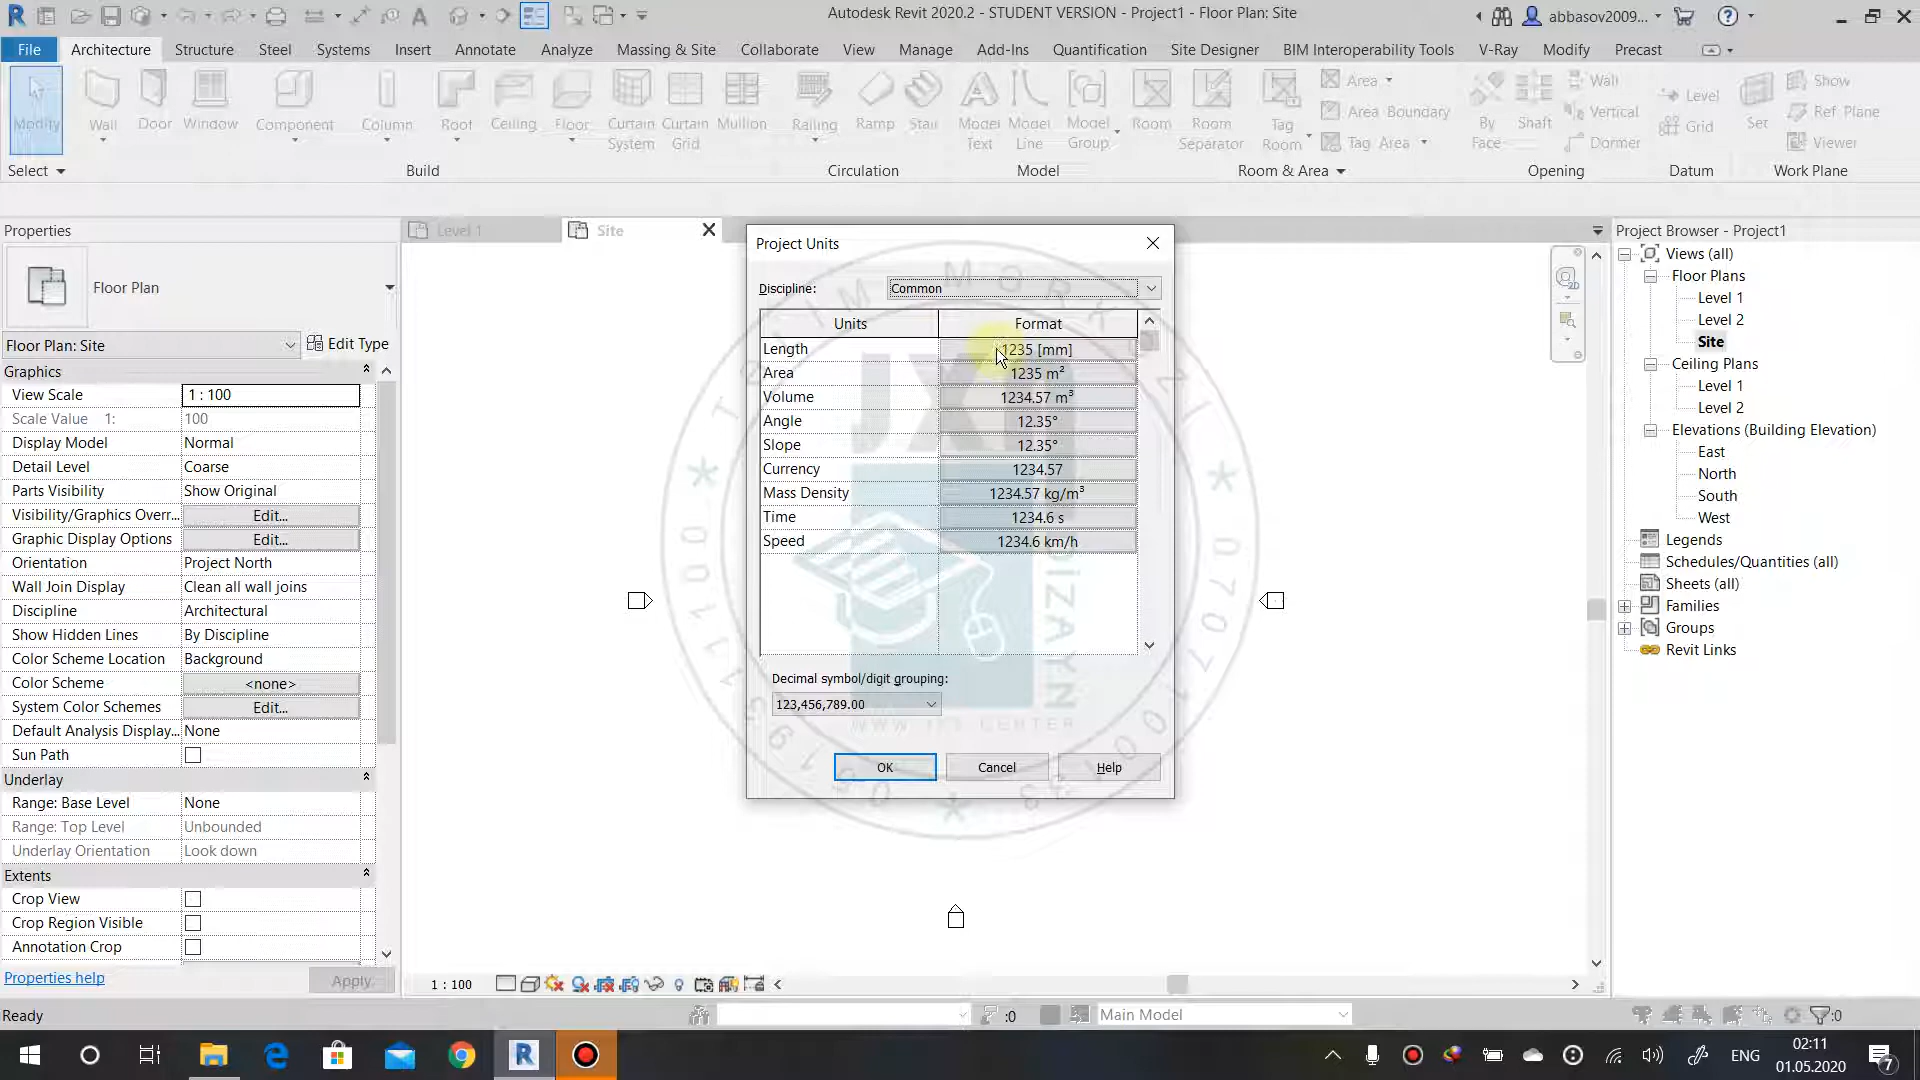 Autodesk Revit 2020.2 - STUDENT VERSION - Project1 - Floor Plan: Site
abbasov2009...
File Architecture Structure Steel Systems Insert Annotate Analyze Massing & Site Collaborate View Manage Add-Ins Quantification Site Designer BIM Interoperability Tools V-Ray Modify Precast
Modify Wall Door Window Component Column Roof Ceiling Floor Curtain System Curtain Grid Mullion Railing Ramp Stair Model Text Model Line Model Group Room Room Separator Tag Room
Area
Area Boundary
Tag Area
By Face Shaft
Wall
Vertical
Dormer
Level
Grid
Set
Show
Ref Plane
Viewer
Select Build Circulation Model Room & Area Opening Datum Work Plane
Properties
Floor Plan
Floor Plan: Site Edit Type
Graphics
View Scale 1 : 100
Scale Value 1: 100
Display Model Normal
Detail Level Coarse
Parts Visibility Show Original
Visibility/Graphics Overr... Edit...
Graphic Display Options Edit...
Orientation Project North
Wall Join Display Clean all wall joins
Discipline Architectural
Show Hidden Lines By Discipline
Color Scheme Location Background
Color Scheme <none>
System Color Schemes Edit...
Default Analysis Display... None
Sun Path
Underlay
Range: Base Level None
Range: Top Level Unbounded
Underlay Orientation Look down
Extents
Crop View
Crop Region Visible
Annotation Crop
Properties help Apply
Level 1 Site
Project Units
Discipline: Common
Units Format
Length 1235 [mm]
Area 1235 m²
Volume 1234.57 m³
Angle 12.35°
Slope 12.35°
Currency 1234.57
Mass Density 1234.57 kg/m³
Time 1234.6 s
Speed 1234.6 km/h
Decimal symbol/digit grouping:
123,456,789.00
OK Cancel Help
DIZAYN
Project Browser - Project1
Views (all)
Floor Plans
Level 1
Level 2
Site
Ceiling Plans
Level 1
Level 2
Elevations (Building Elevation)
East
North
South
West
Legends
Schedules/Quantities (all)
Sheets (all)
Families
Groups
Revit Links
1 : 100
Ready :0 Main Model :0
ENG
02:11
01.05.2020
7